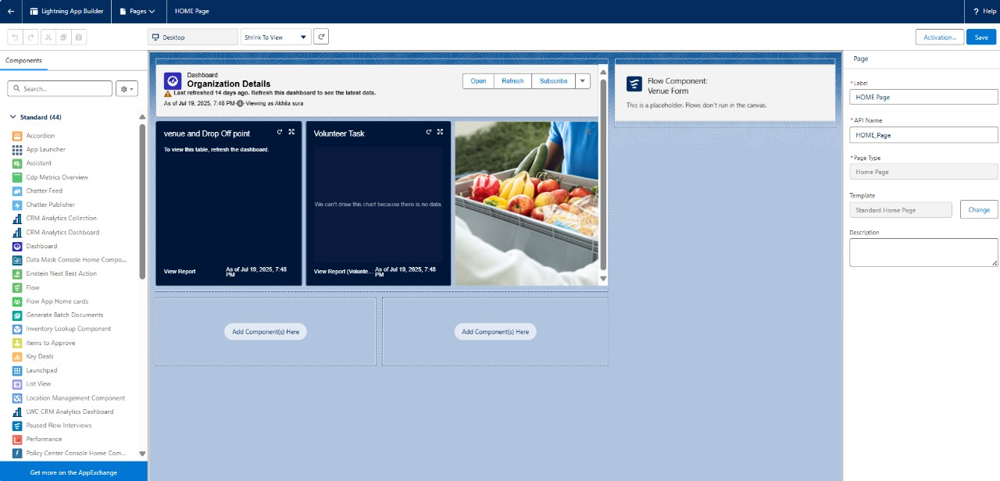 Lightning App Builder
Pages
HOME Page
? Help
Desktop
Shrink To View
Activation...
Save
Components
Search...
Standard (44)
Accordion
App Launcher
Assistant
Cdp Metrics Overview
Chatter Feed
Chatter Publisher
CRM Analytics Collection
CRM Analytics Dashboard
Dashboard
Data Mask Console Home Compo...
Einstein Next Best Action
Flow
Flow App Home cards
Generate Batch Documents
Inventory Lookup Component
Items to Approve
Key Deals
Launchpad
List View
Location Management Component
LWC CRM Analytics Dashboard
Paused Flow Interviews
Performance
Policy Center Console Home Com...
Get more on the AppExchange
Dashboard
Organization Details
Last refreshed 14 days ago. Refresh this dashboard to see the latest data.
As of Jul 19, 2025, 7:48 PM·Viewing as Akhila sura
Open
Refresh
Subscribe
venue and Drop Off point
To view this table, refresh the dashboard.
View Report
As of Jul 19, 2025, 7:48
PM
Volunteer Task
We can't draw this chart because there is no data.
View Report (Volunte...
As of Jul 19, 2025, 7:48
PM
Add Component(s) Here
Add Component(s) Here
Flow Component:
Venue Form
This is a placeholder. Flows don't run in the canvas.
Page
*Label
HOME Page
*API Name
HOME_Page
*Page Type
Home Page
Template
Standard Home Page
Change
Description